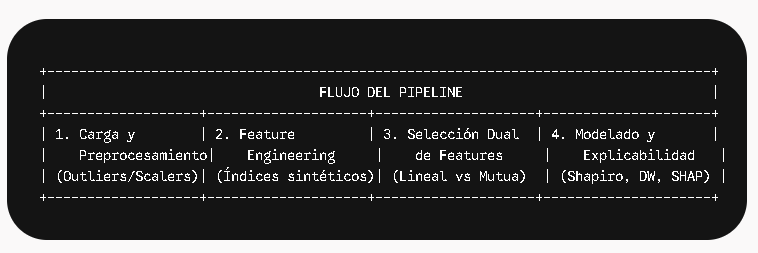 +-----------------------------------------------------------------------------+
|                               FLUJO DEL PIPELINE                            |
+------------------+-------------------+-------------------+--------------------+
| 1. Carga y       | 2. Feature        | 3. Selección Dual | 4. Modelado y      |
|    Preprocesamiento|    Engineering    |    de Features    |    Explicabilidad  |
| (Outliers/Scalers)| (Índices sintéticos)| (Lineal vs Mutua) | (Shapiro, DW, SHAP) |
+------------------+-------------------+-------------------+--------------------+